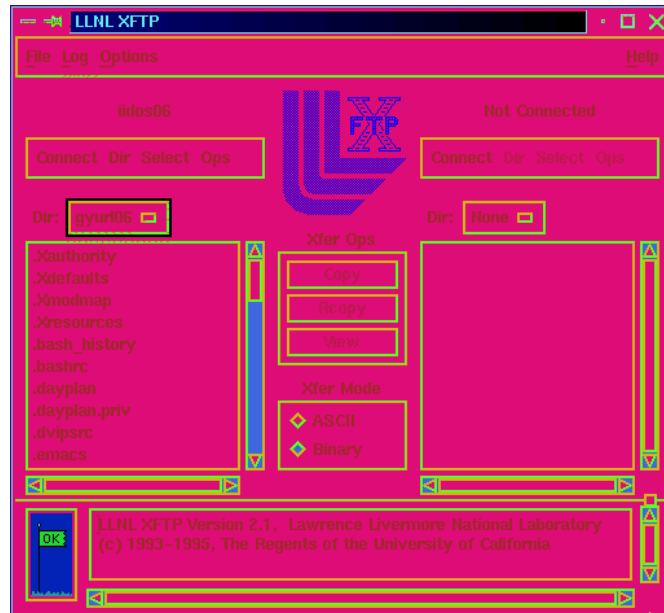 LLNL XFTP
File Log Options Help
iidos06
Not Connected
X
FTP
Connect Dir Select Ops
Connect Dir Select Ops
Dir: gyuri06
Dir: None
Xfer Ops
.Xauthority
.Xdefaults
.Xmodmap
.Xresources
.bash_history
.bashrc
.dayplan
.dayplan.priv
.dvipsrc
.emacs
Copy
Rcopy
View
Xfer Mode
ASCII
Binary
OK
LLNL XFTP Version 2.1, Lawrence Livermore National Laboratory
(c) 1993-1995, The Regents of the University of California